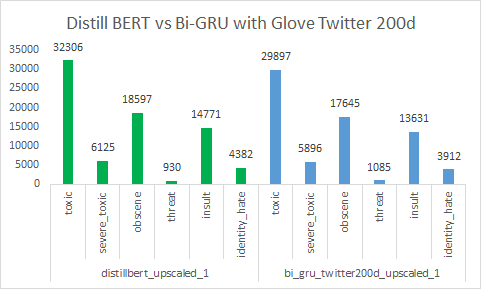 Distill BERT vs Bi-GRU with Glove Twitter 200d
35000
30000
25000
20000
15000
10000
5000
0
32306
6125
18597
930
14771
4382
29897
5896
17645
1085
13631
3912
toxic
severe_toxic
obscene
threat
insult
identity_hate
toxic
severe_toxic
obscene
threat
insult
identity_hate
distillbert_upscaled_1
bi_gru_twitter200d_upscaled_1